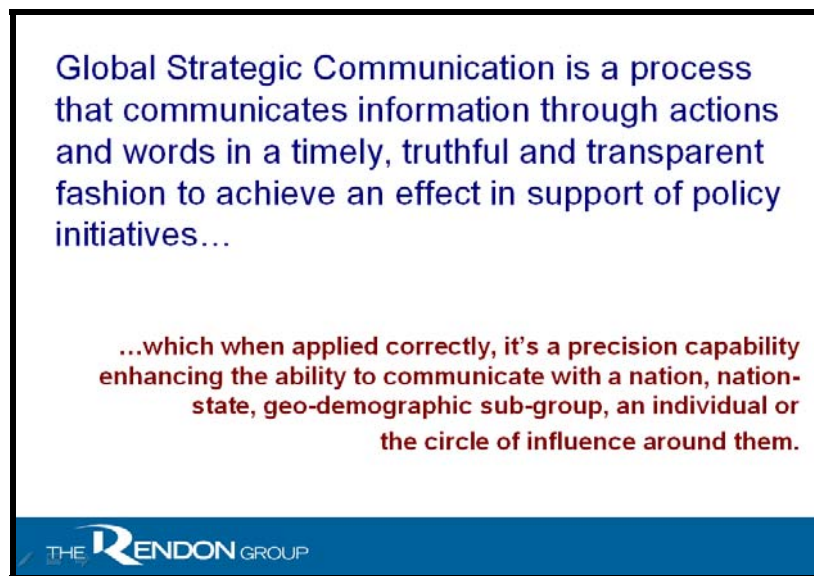 Global Strategic Communication is a process
that communicates information through actions
and words in a timely, truthful and transparent
fashion to achieve an effect in support of policy
initiatives…
…which when applied correctly, it’s a precision capability
enhancing the ability to communicate with a nation, nation-
state, geo-demographic sub-group, an individual or
the circle of influence around them.
THE RENDON GROUP